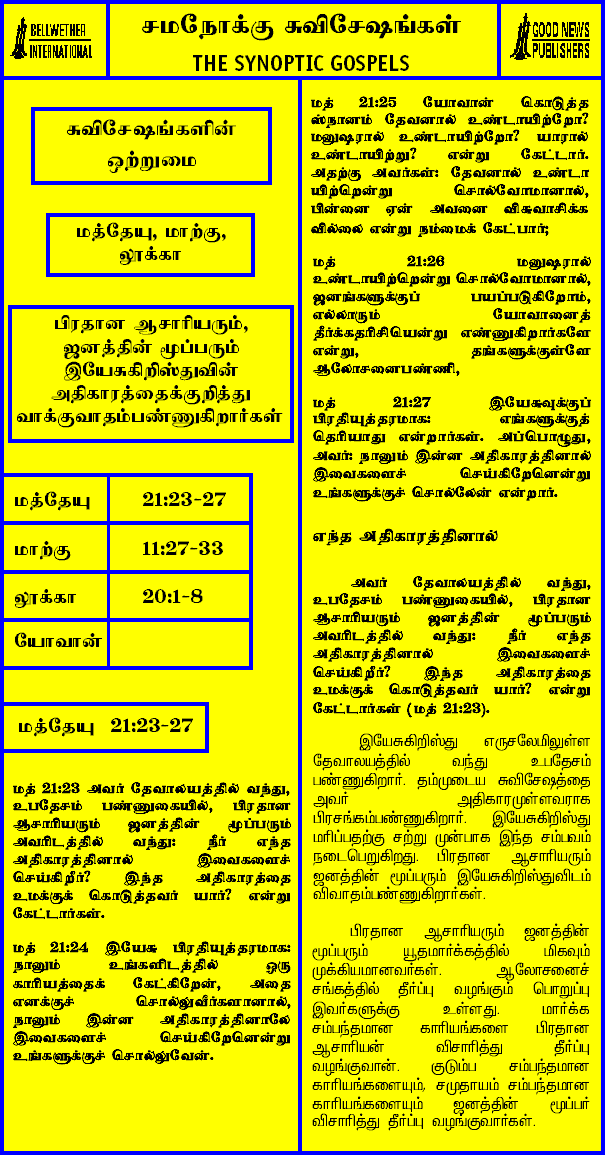 BELLWETHER
INTERNATIONAL
சமநோக்கு சுவிசேஷங்கள்
THE SYNOPTIC GOSPELS
GOOD NEWS
PUBLISHERS
சுவிசேஷங்களின்
ஒற்றுமை
மத்தேயு, மாற்கு,
லூக்கா
பிரதான ஆசாரியரும்,
ஜனத்தின் மூப்பரும்
இயேசுகிறிஸ்துவின்
அதிகாரத்தைக்குறித்து
வாக்குவாதம்பண்ணுகிறார்கள்
மத்தேயு 21:23-27
மாற்கு 11:27-33
லூக்கா 20:1-8
யோவான்
மத்தேயு 21:23-27
மத் 21:23 அவர் தேவாலயத்தில் வந்து,
உபதேசம் பண்ணுகையில், பிரதான
ஆசாரியரும் ஜனத்தின் மூப்பரும்
அவரிடத்தில் வந்து: நீர் எந்த
அதிகாரத்தினால் இவைகளைச்
செய்கிறீர்? இந்த அதிகாரத்தை
உமக்குக் கொடுத்தவர் யார்? என்று
கேட்டார்கள்.
மத் 21:24 இயேசு பிரதியுத்தரமாக:
நானும் உங்களிடத்தில் ஒரு
காரியத்தைக் கேட்கிறேன், அதை
எனக்குச் சொல்லுவீர்களானால்,
நானும் இன்ன அதிகாரத்தினாலே
இவைகளைச் செய்கிறேனென்று
உங்களுக்குச் சொல்லுவேன்.
மத் 21:25 யோவான் கொடுத்த
ஸ்நானம் தேவனால் உண்டாயிற்றோ?
மனுஷரால் உண்டாயிற்றோ? யாரால்
உண்டாயிற்று? என்று கேட்டார்.
அதற்கு அவர்கள்: தேவனால் உண்டா
யிற்றென்று சொல்வோமானால்,
பின்னை ஏன் அவனை விசுவாசிக்க
வில்லை என்று நம்மைக் கேட்பார்;
மத் 21:26 மனுஷரால்
உண்டாயிற்றென்று சொல்வோமானால்,
ஜனங்களுக்குப் பயப்படுகிறோம்,
எல்லாரும் யோவானைத்
தீர்க்கதரிசியென்று எண்ணுகிறார்களே
என்று, தங்களுக்குள்ளே
ஆலோசனைபண்ணி,
மத் 21:27 இயேசுவுக்குப்
பிரதியுத்தரமாக: எங்களுக்குத்
தெரியாது என்றார்கள். அப்பொழுது,
அவர்: நானும் இன்ன அதிகாரத்தினால்
இவைகளைச் செய்கிறேனென்று
உங்களுக்குச் சொல்லேன் என்றார்.
எந்த அதிகாரத்தினால்
அவர் தேவாலயத்தில் வந்து,
உபதேசம் பண்ணுகையில், பிரதான
ஆசாரியரும் ஜனத்தின் மூப்பரும்
அவரிடத்தில் வந்து: நீர் எந்த
அதிகாரத்தினால் இவைகளைச்
செய்கிறீர்? இந்த அதிகாரத்தை
உமக்குக் கொடுத்தவர் யார்? என்று
கேட்டார்கள் (மத் 21:23).
இயேசுகிறிஸ்து எருசலேமிலுள்ள
தேவாலயத்தில் வந்து உபதேசம்
பண்ணுகிறார். தம்முடைய சுவிசேஷத்தை
அவர் அதிகாரமுள்ளவராக
பிரசங்கம்பண்ணுகிறார். இயேசுகிறிஸ்து
மரிப்பதற்கு சற்று முன்பாக இந்த சம்பவம்
நடைபெறுகிறது. பிரதான ஆசாரியரும்
ஜனத்தின் மூப்பரும் இயேசுகிறிஸ்துவிடம்
விவாதம்பண்ணுகிறார்கள்.
பிரதான ஆசாரியரும் ஜனத்தின்
மூப்பரும் யூதமார்க்கத்தில் மிகவும்
முக்கியமானவர்கள். ஆலோசனைச்
சங்கத்தில் தீர்ப்பு வழங்கும் பொறுப்பு
இவர்களுக்கு உள்ளது. மார்க்க
சம்பந்தமான காரியங்களை பிரதான
ஆசாரியன் விசாரித்து தீர்ப்பு
வழங்குவான். குடும்ப சம்பந்தமான
காரியங்களையும், சமுதாயம் சம்பந்தமான
காரியங்களையும் ஜனத்தின் மூப்பர்
விசாரித்து தீர்ப்பு வழங்குவார்கள்.